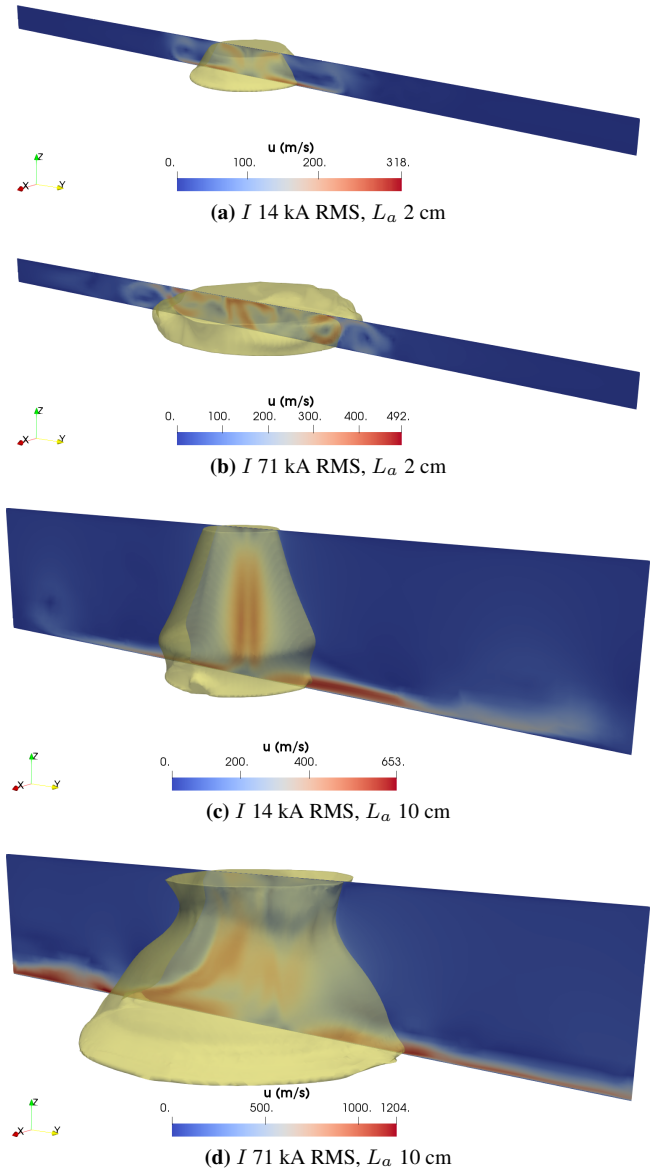 u (m/s)
0. 100. 200. 318.
Z
X Y
(a) I 14 kA RMS, Lₐ 2 cm
u (m/s)
0. 100. 200. 300. 400. 492.
Z
X Y
(b) I 71 kA RMS, Lₐ 2 cm
u (m/s)
0. 200. 400. 653.
Z
X Y
(c) I 14 kA RMS, Lₐ 10 cm
u (m/s)
0. 500. 1000. 1204.
Z
X Y
(d) I 71 kA RMS, Lₐ 10 cm